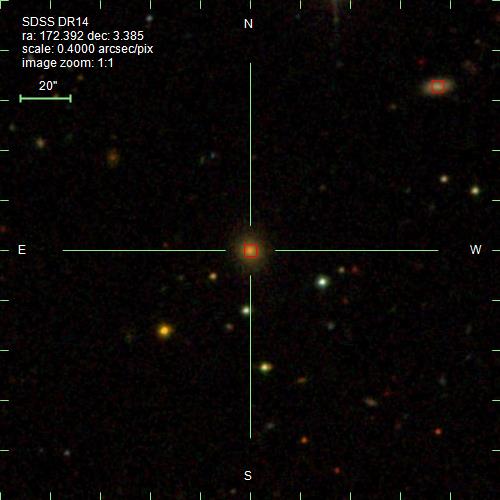 SDSS DR14
ra: 172.392 dec: 3.385
scale: 0.4000 arcsec/pix
image zoom: 1:1
20"
N
E
W
S